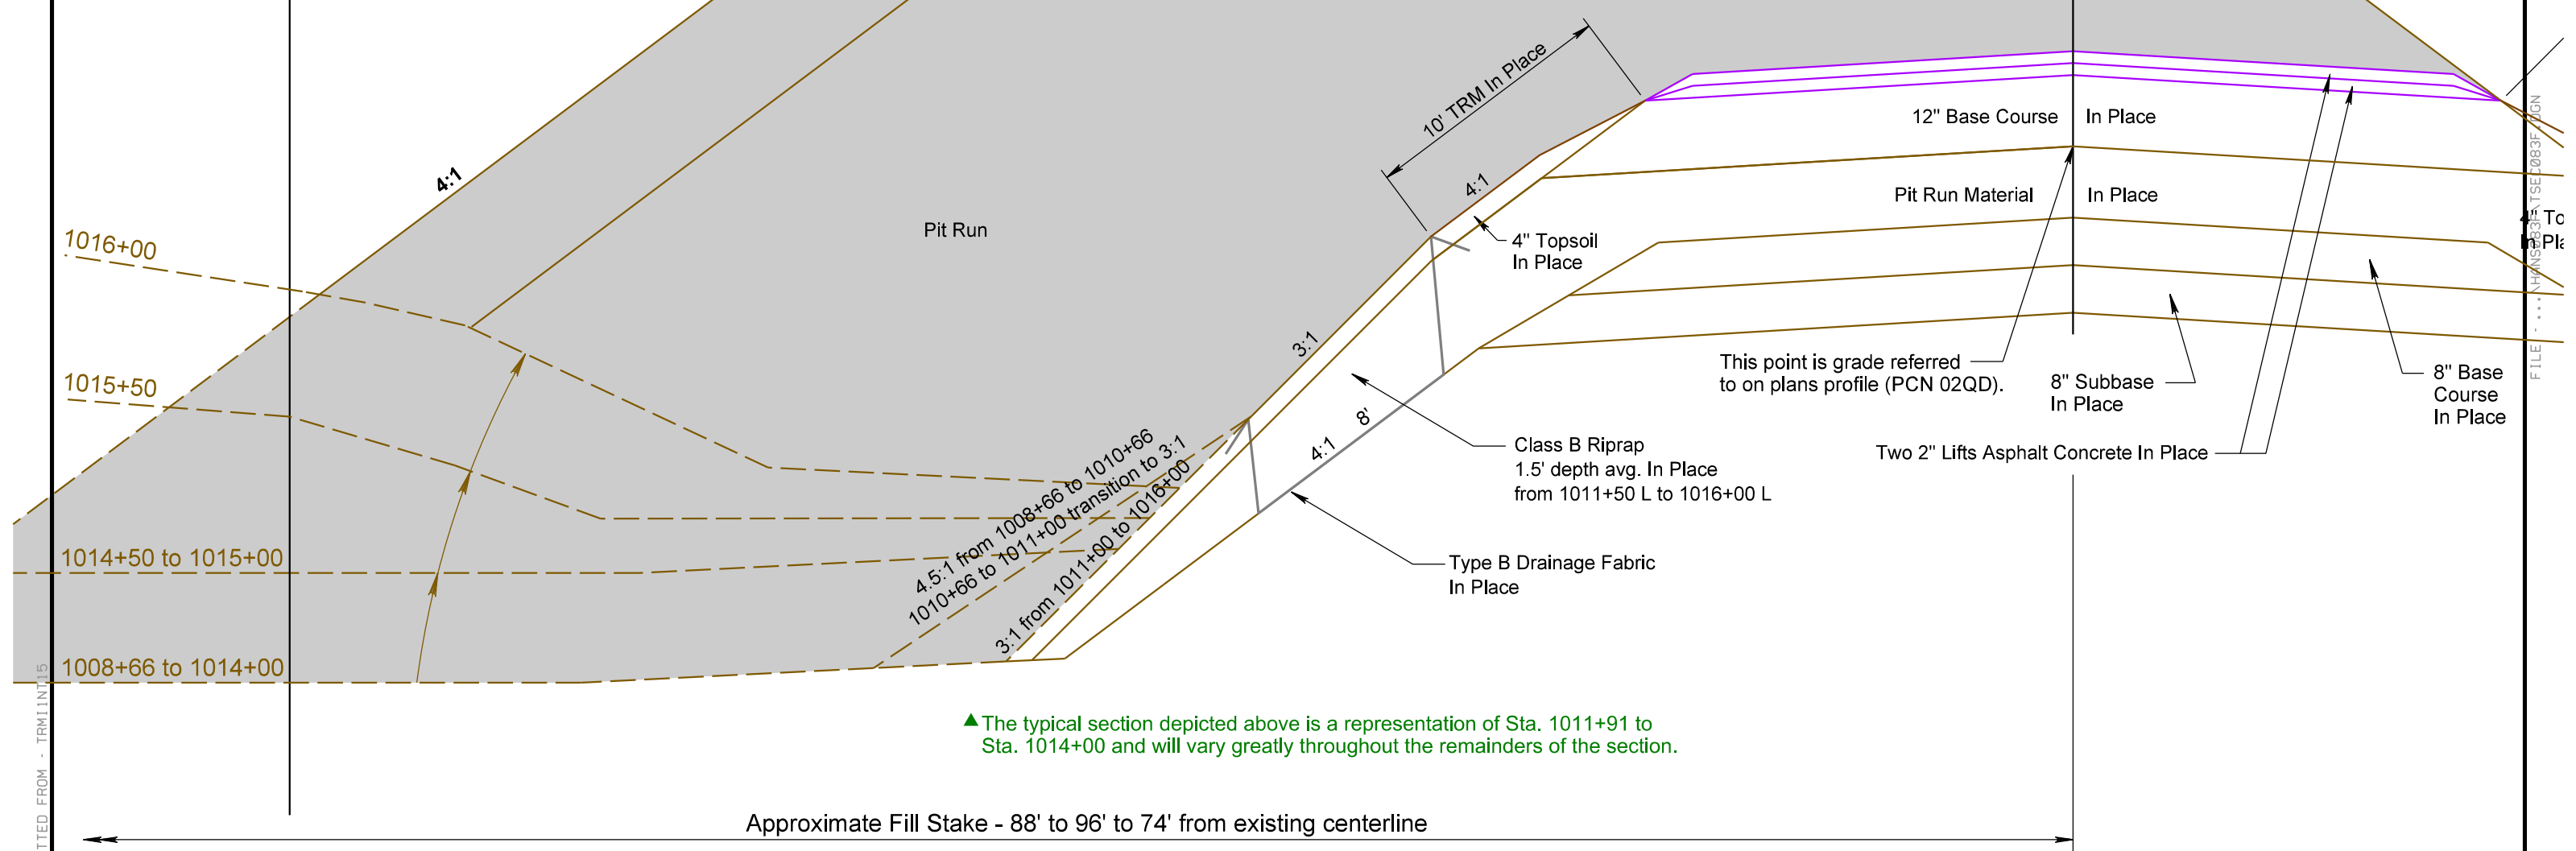 10' TRM In Place
4:1
12" Base Course In Place
4:1
Pit Run Material In Place
Pit Run
4" Topsoil
In Place
1016+00
4" To
In Pla
3:1
This point is grade referred
to on plans profile (PCN 02QD).
8" Subbase
In Place
8" Base
Course
In Place
1015+50
8'
4:1
Class B Riprap
1.5' depth avg. In Place
from 1011+50 L to 1016+00 L
Two 2" Lifts Asphalt Concrete In Place
4.5:1 from 1008+66 to 1010+66
1010+66 to 1011+00 transition to 3:1
3:1 from 1011+00 to 1016+00
1014+50 to 1015+00
Type B Drainage Fabric
In Place
1008+66 to 1014+00
The typical section depicted above is a representation of Sta. 1011+91 to
Sta. 1014+00 and will vary greatly throughout the remainders of the section.
Approximate Fill Stake - 88' to 96' to 74' from existing centerline
TTED FROM - TRMI1NT15